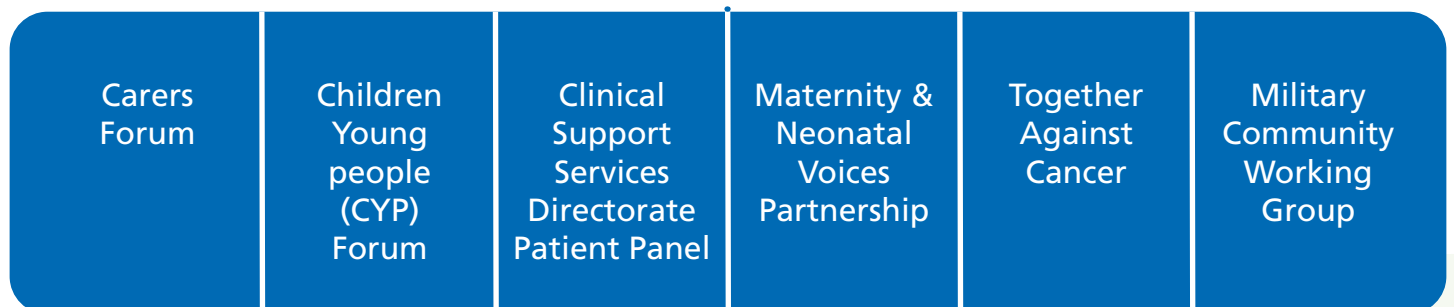 Carers
Forum
Children
Young
people
(CYP)
Forum
Clinical
Support
Services
Directorate
Patient Panel
Maternity &
Neonatal
Voices
Partnership
Together
Against
Cancer
Military
Community
Working
Group